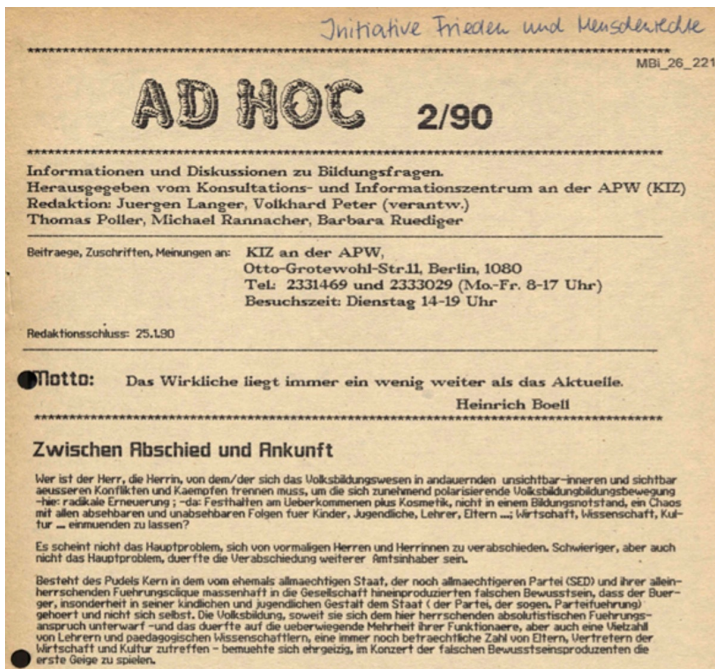 Initiative Frieden und Menschenrechte
MBi_26_221
AD HOC 2/90
Informationen und Diskussionen zu Bildungsfragen.
Herausgegeben vom Konsultations- und Informationszentrum an der APW (KIZ)
Redaktion: Juergen Langer, Volkhard Peter (verantw.)
Thomas Poller, Michael Rannacher, Barbara Ruediger
Beitraege, Zuschriften, Meinungen an: KIZ an der APW,
Otto-Grotewohl-Str.11, Berlin, 1080
Tel.: 2331469 und 2333029 (Mo.-Fr. 8-17 Uhr)
Besuchszeit: Dienstag 14-19 Uhr
Redaktionsschluss: 25.1.90
Motto: Das Wirkliche liegt immer ein wenig weiter als das Aktuelle.
Heinrich Boell
Zwischen Abschied und Ankunft
Wer ist der Herr, die Herrin, von dem/der sich das Volksbildungswesen in andauernden unsichtbar-inneren und sichtbar
aeusseren Konflikten und Kaempfen trennen muss, um die sich zunehmend polarisierende Volksbildungbildungsbewegung
-hie: radikale Erneuerung ; -da: Festhalten am Ueberkommenen plus Kosmetik, nicht in einem Bildungsnotstand, ein Chaos
mit allen absehbaren und unabsehbaren Folgen fuer Kinder, Jugendliche, Lehrer, Eltern ...; Wirtschaft, Wissenschaft, Kul-
tur ... einmuenden zu lassen?
Es scheint nicht das Hauptproblem, sich von vormaligen Herren und Herrinnen zu verabschieden. Schwieriger, aber auch
nicht das Hauptproblem, duerfte die Verabschiedung weiterer Amtsinhaber sein.
Besteht des Pudels Kern in dem vom ehemals allmaechtigen Staat, der noch allmaechtigeren Partei (SED) und ihrer allein-
herrschenden Fuehrungsclique massenhaft in die Gesellschaft hineinproduzierten falschen Bewusstsein, dass der Buer-
ger, insonderheit in seiner kindlichen und jugendlichen Gestalt dem Staat ( der Partei, der sogen. Parteifuehrung)
gehoert und nicht sich selbst. Die Volksbildung, soweit sie sich dem hier herrschenden absolutistischen Fuehrungs-
anspruch unterwarf -und das duerfte auf die ueberwiegende Mehrheit ihrer Funktionaere, aber auch eine Vielzahl
von Lehrern und paedagogischen Wissenschaftlern, eine immer noch betraechtliche Zahl von Eltern, Vertretern der
Wirtschaft und Kultur zutreffen - bemuehte sich ehrgeizig, im Konzert der falschen Bewusstseinsproduzenten die
erste Geige zu spielen.